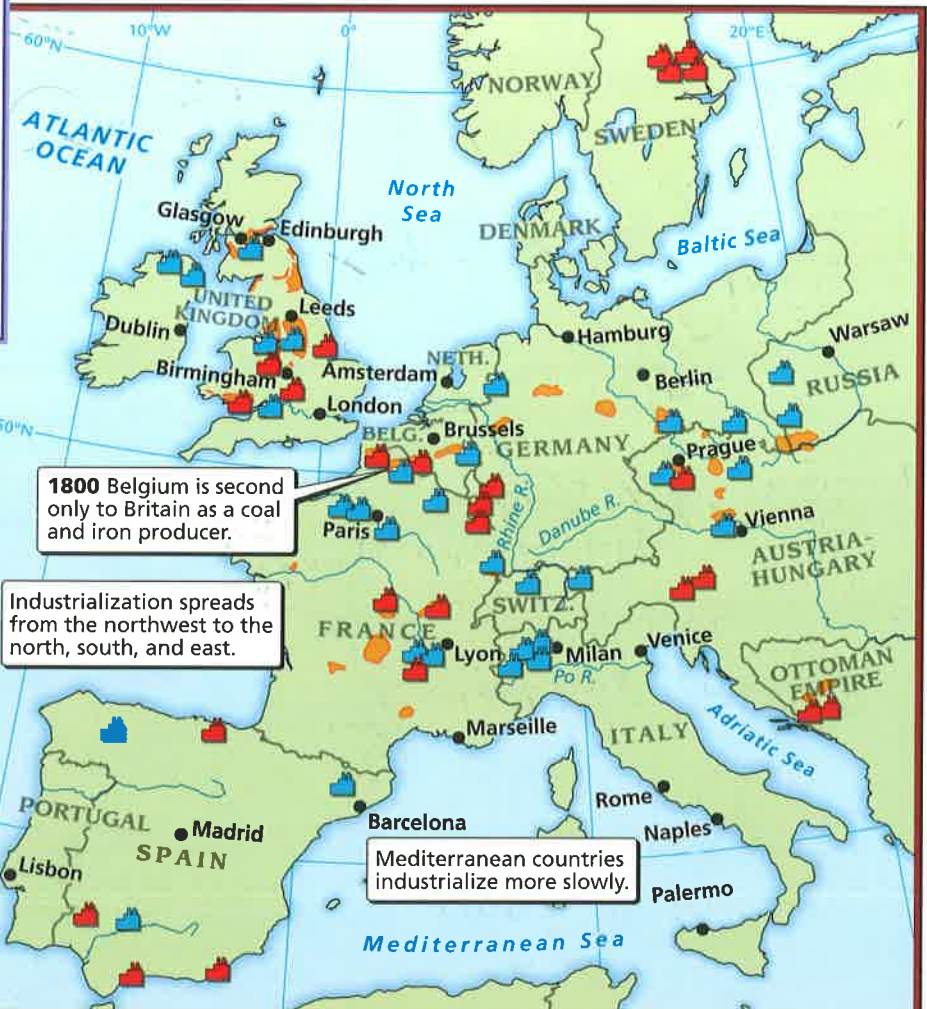 60°N
10°W
0°
20°E
NORWAY
SWEDEN
ATLANTIC
OCEAN
North
Sea
Glasgow
Edinburgh
DENMARK
Baltic Sea
UNITED
KINGDOM
Leeds
Dublin
Hamburg
Warsaw
NETH.
Birmingham
Amsterdam
Berlin
RUSSIA
London
50°N
BELG.
Brussels
GERMANY
Prague
1800 Belgium is second
only to Britain as a coal
and iron producer.
Paris
Rhine R.
Danube R.
Vienna
AUSTRIA-
HUNGARY
Industrialization spreads
from the northwest to the
north, south, and east.
SWITZ.
FRANCE
Lyon
Milan
Venice
Po R.
OTTOMAN
EMPIRE
Marseille
ITALY
Adriatic Sea
PORTUGAL
Madrid
SPAIN
Barcelona
Rome
Naples
Lisbon
Mediterranean countries
industrialize more slowly.
Palermo
Mediterranean Sea